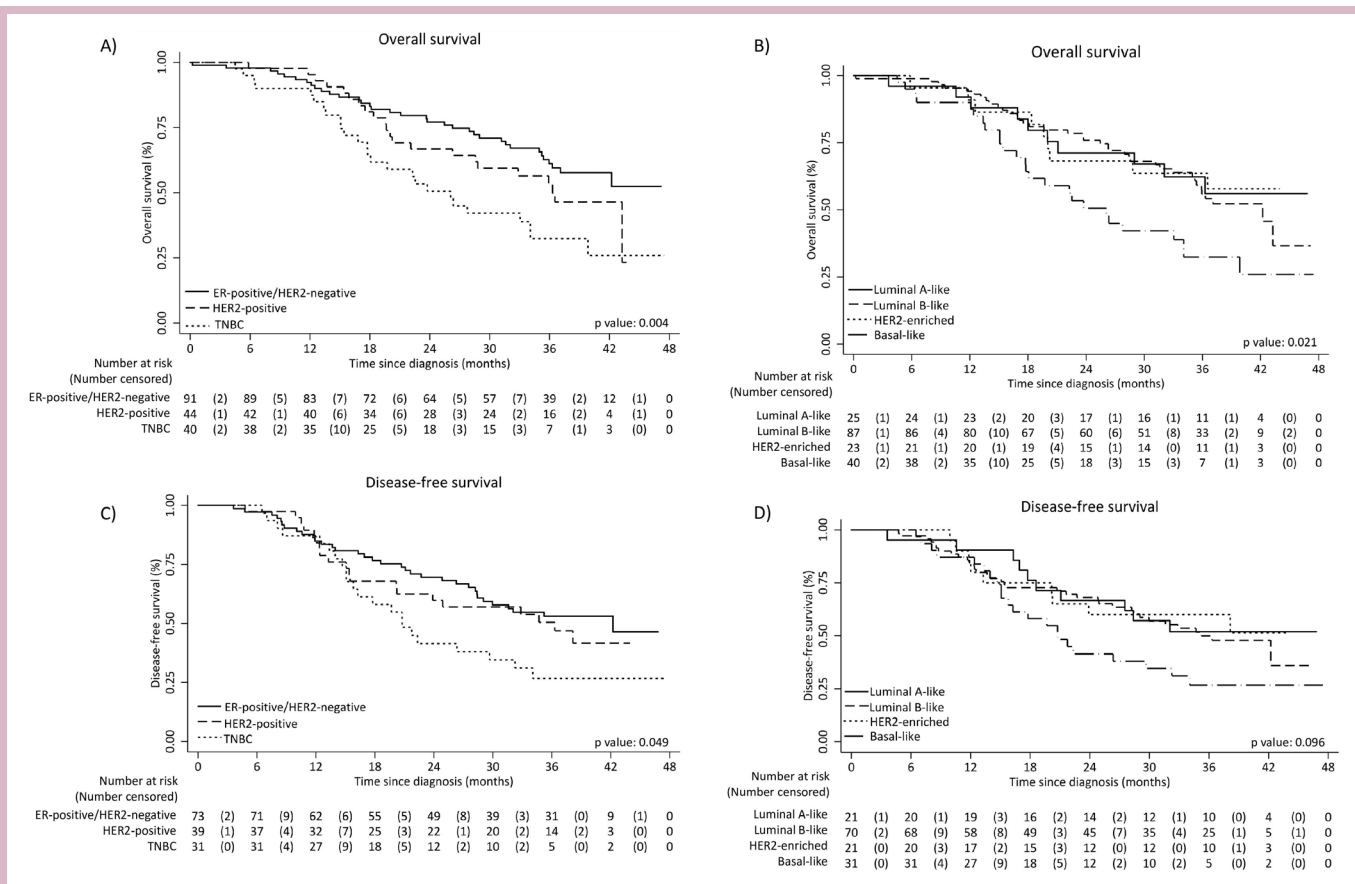 A)
Overall survival
Overall survival (%)
1.00
0.75
0.50
0.25
0.00
ER-positive/HER2-negative
HER2-positive
TNBC
p value: 0.004
0 6 12 18 24 30 36 42 48
Time since diagnosis (months)
Number at risk
(Number censored)
ER-positive/HER2-negative 91 (2) 89 (5) 83 (7) 72 (6) 64 (5) 57 (7) 39 (2) 12 (1) 0
HER2-positive 44 (1) 42 (1) 40 (6) 34 (6) 28 (3) 24 (2) 16 (2) 4 (1) 0
TNBC 40 (2) 38 (2) 35 (10) 25 (5) 18 (3) 15 (3) 7 (1) 3 (0) 0
B)
Overall survival
Overall survival (%)
1.00
0.75
0.50
0.25
0.00
Luminal A-like
Luminal B-like
HER2-enriched
Basal-like
p value: 0.021
0 6 12 18 24 30 36 42 48
Time since diagnosis (months)
Number at risk
(Number censored)
Luminal A-like 25 (1) 24 (1) 23 (2) 20 (3) 17 (1) 16 (1) 11 (1) 4 (0) 0
Luminal B-like 87 (1) 86 (4) 80 (10) 67 (5) 60 (6) 51 (8) 33 (2) 9 (2) 0
HER2-enriched 23 (1) 21 (1) 20 (1) 19 (4) 15 (1) 14 (0) 11 (1) 3 (0) 0
Basal-like 40 (2) 38 (2) 35 (10) 25 (5) 18 (3) 15 (3) 7 (1) 3 (0) 0
C)
Disease-free survival
Disease-free survival (%)
1.00
0.75
0.50
0.25
0.00
ER-positive/HER2-negative
HER2-positive
TNBC
p value: 0.049
0 6 12 18 24 30 36 42 48
Time since diagnosis (months)
Number at risk
(Number censored)
ER-positive/HER2-negative 73 (2) 71 (9) 62 (6) 55 (5) 49 (8) 39 (3) 31 (0) 9 (1) 0
HER2-positive 39 (1) 37 (4) 32 (7) 25 (3) 22 (1) 20 (2) 14 (2) 3 (0) 0
TNBC 31 (0) 31 (4) 27 (9) 18 (5) 12 (2) 10 (2) 5 (0) 2 (0) 0
D)
Disease-free survival
Disease-free survival (%)
1.00
0.75
0.50
0.25
0.00
Luminal A-like
Luminal B-like
HER2-enriched
Basal-like
p value: 0.096
0 6 12 18 24 30 36 42 48
Time since diagnosis (months)
Number at risk
(Number censored)
Luminal A-like 21 (1) 20 (1) 19 (3) 16 (2) 14 (2) 12 (1) 10 (0) 4 (0) 0
Luminal B-like 70 (2) 68 (9) 58 (8) 49 (3) 45 (7) 35 (4) 25 (1) 5 (1) 0
HER2-enriched 21 (0) 20 (3) 17 (2) 15 (3) 12 (0) 12 (0) 10 (1) 3 (0) 0
Basal-like 31 (0) 31 (4) 27 (9) 18 (5) 12 (2) 10 (2) 5 (0) 2 (0) 0